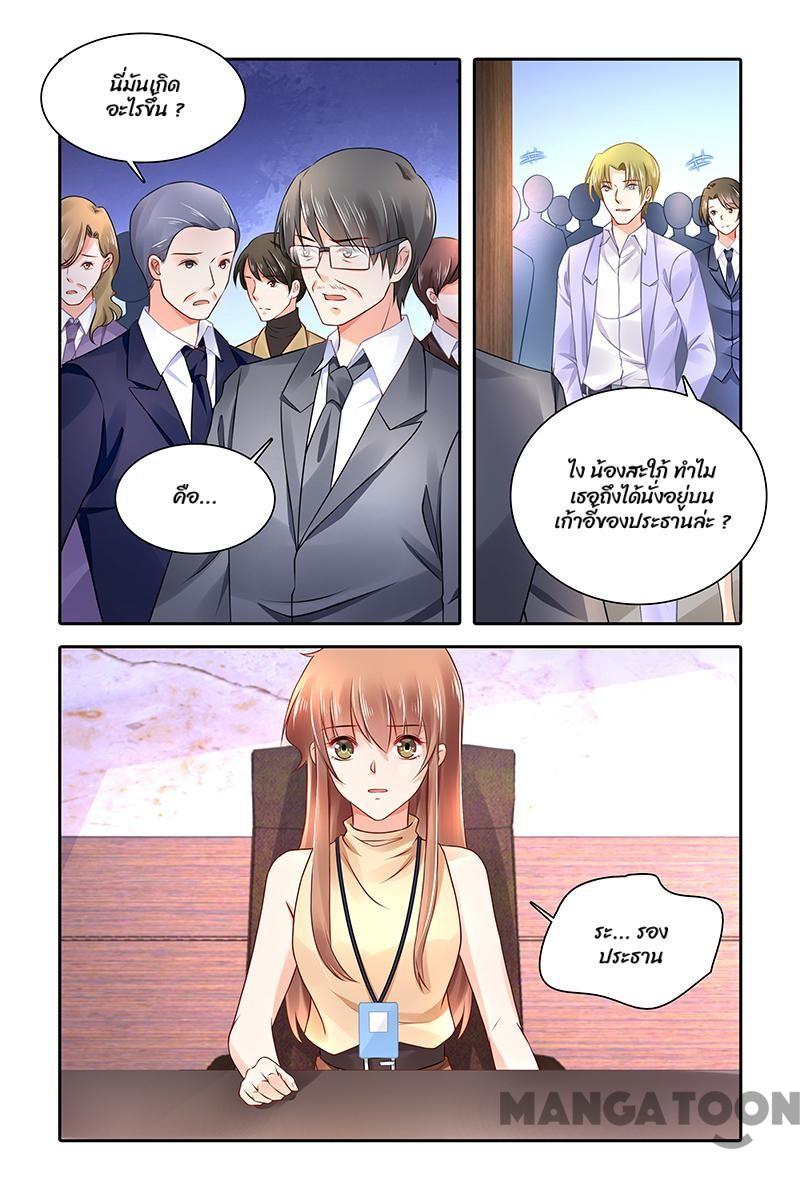 นี่มันเกิด
อะไรขึ้น ?
คือ...
ไง น้องสะใภ้ ทำไม
เธอถึงได้นั่งอยู่บน
เก้าอี้ของประธานล่ะ ?
ระ... รอง
ประธาน
MANGATOON